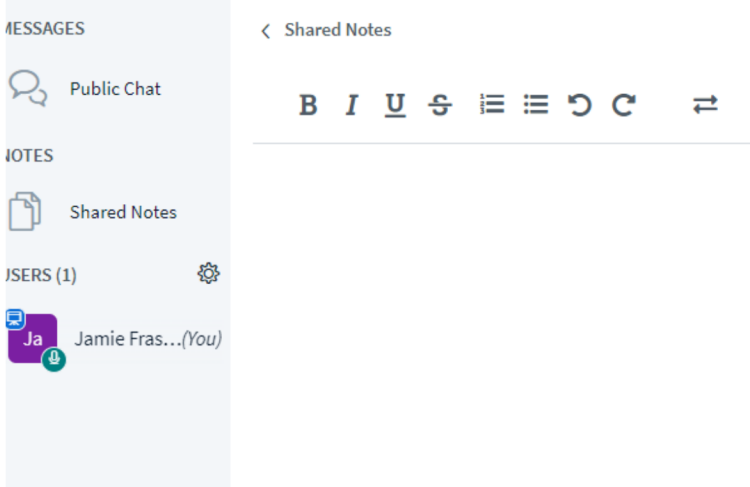 MESSAGES
Public Chat
NOTES
Shared Notes
USERS (1)
Ja
Jamie Fras...(You)
Shared Notes
B I U S